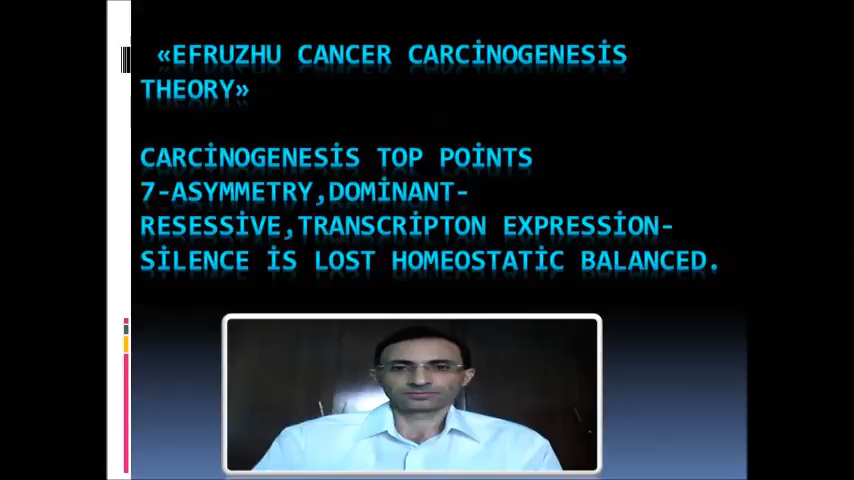 «EFRUZHU CANCER CARCİNOGENESİS
THEORY»
CARCİNOGENESİS TOP POİNTS
7-ASYMMETRY,DOMİNANT-
RESESSİVE,TRANSCRİPTON EXPRESSİON-
SİLENCE İS LOST HOMEOSTATİC BALANCED.